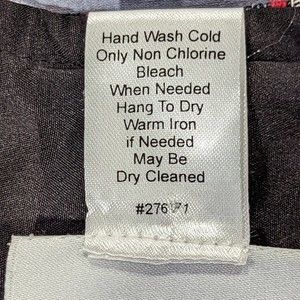 Hand Wash Cold
Only Non Chlorine
Bleach
When Needed
Hang To Dry
Warm Iron
if Needed
May Be
Dry Cleaned